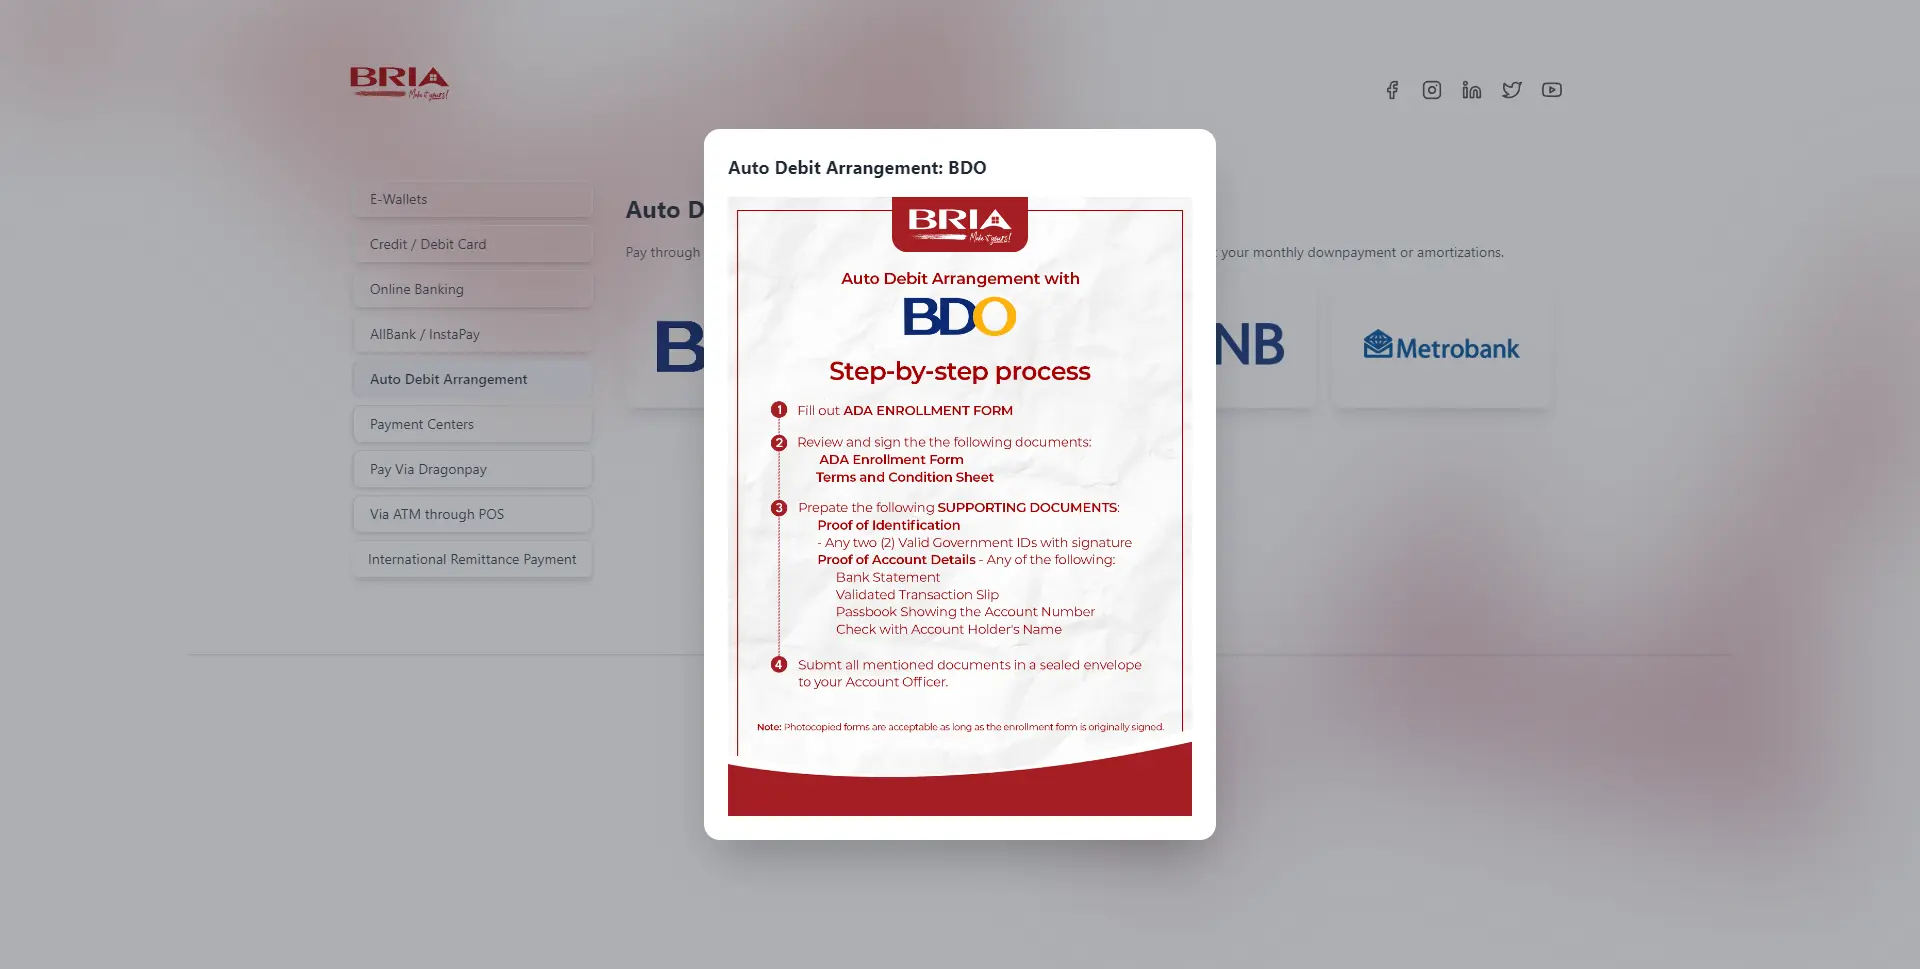 BRIA
Make it yours!
E-Wallets
Credit / Debit Card
Online Banking
AllBank / InstaPay
Auto Debit Arrangement
Payment Centers
Pay Via Dragonpay
Via ATM through POS
International Remittance Payment
Auto D
Pay through
your monthly downpayment or amortizations.
B
NB
Metrobank
Auto Debit Arrangement: BDO
BRIA
Make it yours!
Auto Debit Arrangement with
BDO
Step-by-step process
1 Fill out ADA ENROLLMENT FORM
2 Review and sign the the following documents:
ADA Enrollment Form
Terms and Condition Sheet
3 Prepate the following SUPPORTING DOCUMENTS:
Proof of Identification
- Any two (2) Valid Government IDs with signature
Proof of Account Details - Any of the following:
Bank Statement
Validated Transaction Slip
Passbook Showing the Account Number
Check with Account Holder's Name
4 Submt all mentioned documents in a sealed envelope
to your Account Officer.
Note: Photocopied forms are acceptable as long as the enrollment form is originally signed.